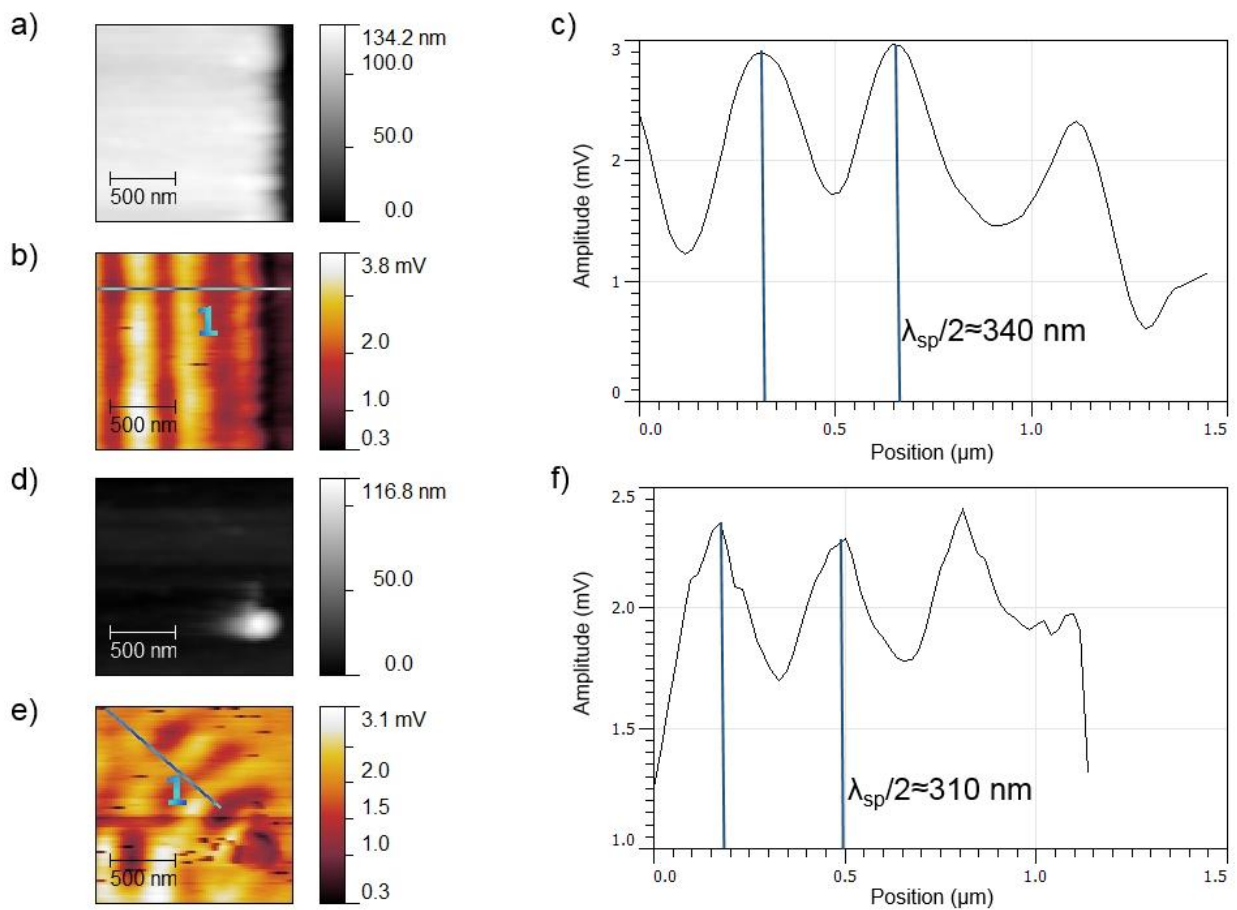 a)
134.2 nm
100.0
50.0
0.0
500 nm
b)
3.8 mV
2.0
1.0
0.3
1
500 nm
c)
3
2
1
0
Amplitude (mV)
0.0 0.5 1.0 1.5
Position (µm)
λsp/2≈340 nm
d)
116.8 nm
50.0
0.0
500 nm
e)
3.1 mV
2.0
1.5
1.0
0.3
1
500 nm
f)
2.5
2.0
1.5
1.0
Amplitude (mV)
0.0 0.5 1.0 1.5
Position (µm)
λsp/2≈310 nm